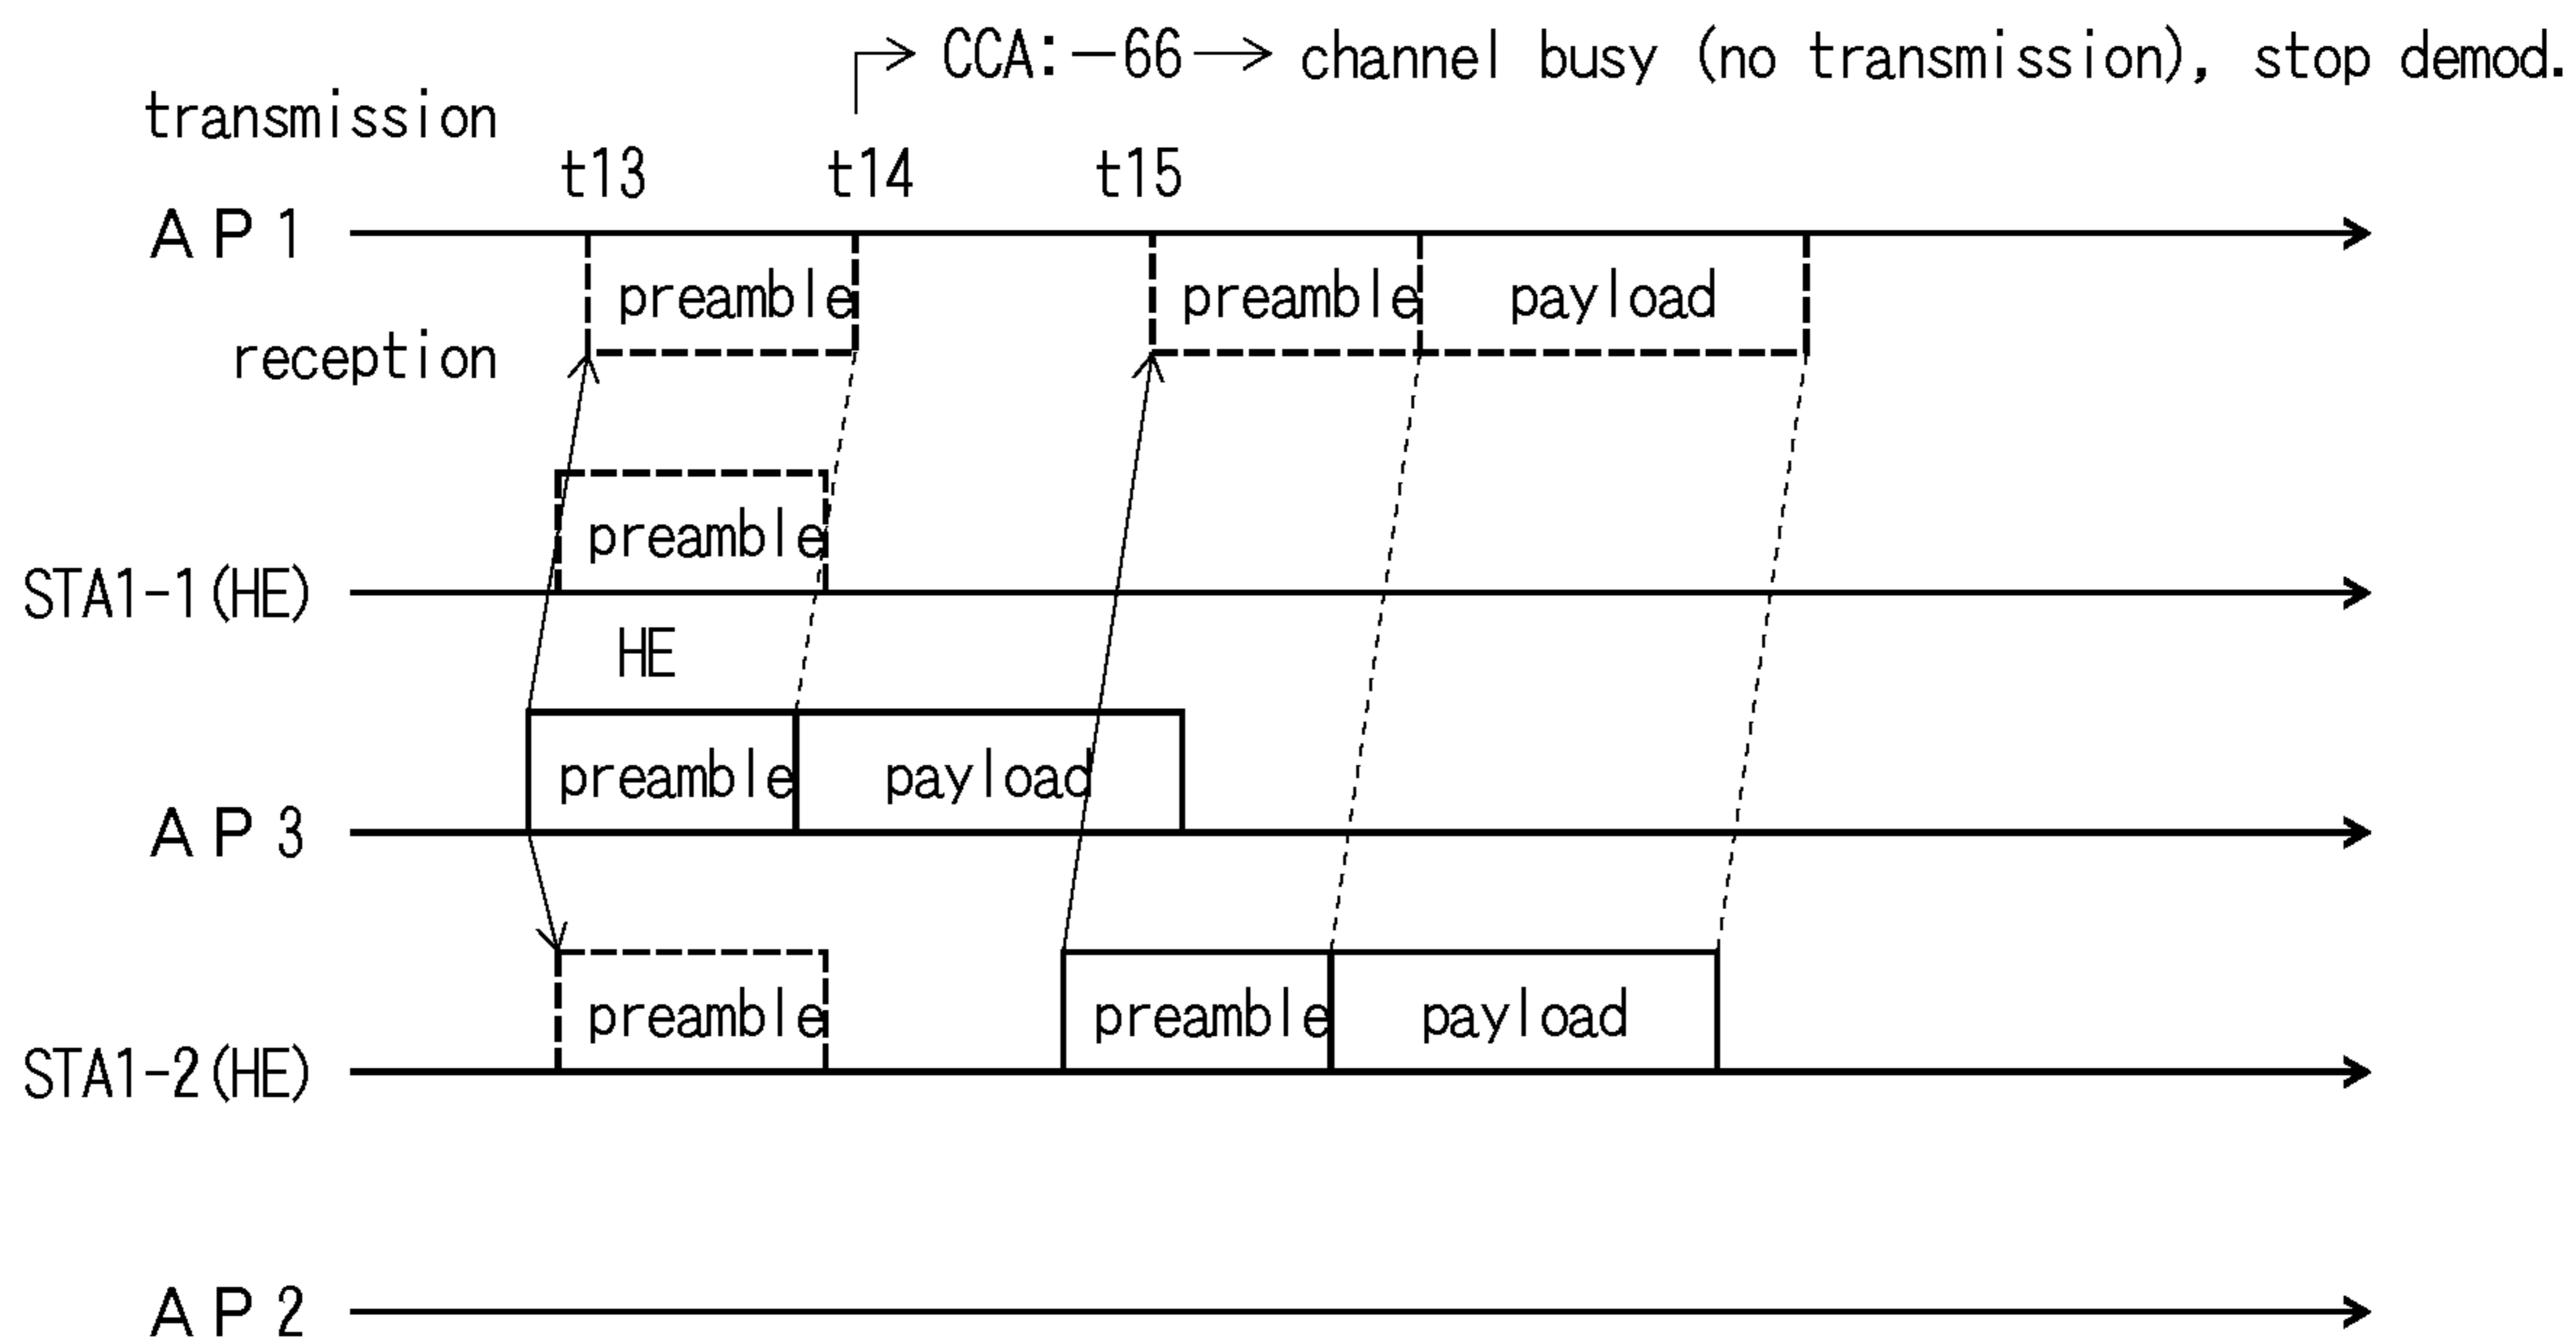 CCA:−66 channel busy (no transmission), stop demod.
transmission
t13 t14 t15
AP1
preamble preamble payload
reception
preamble
STA1-1(HE)
HE
preamble payload
AP3
preamble preamble payload
STA1-2(HE)
AP2